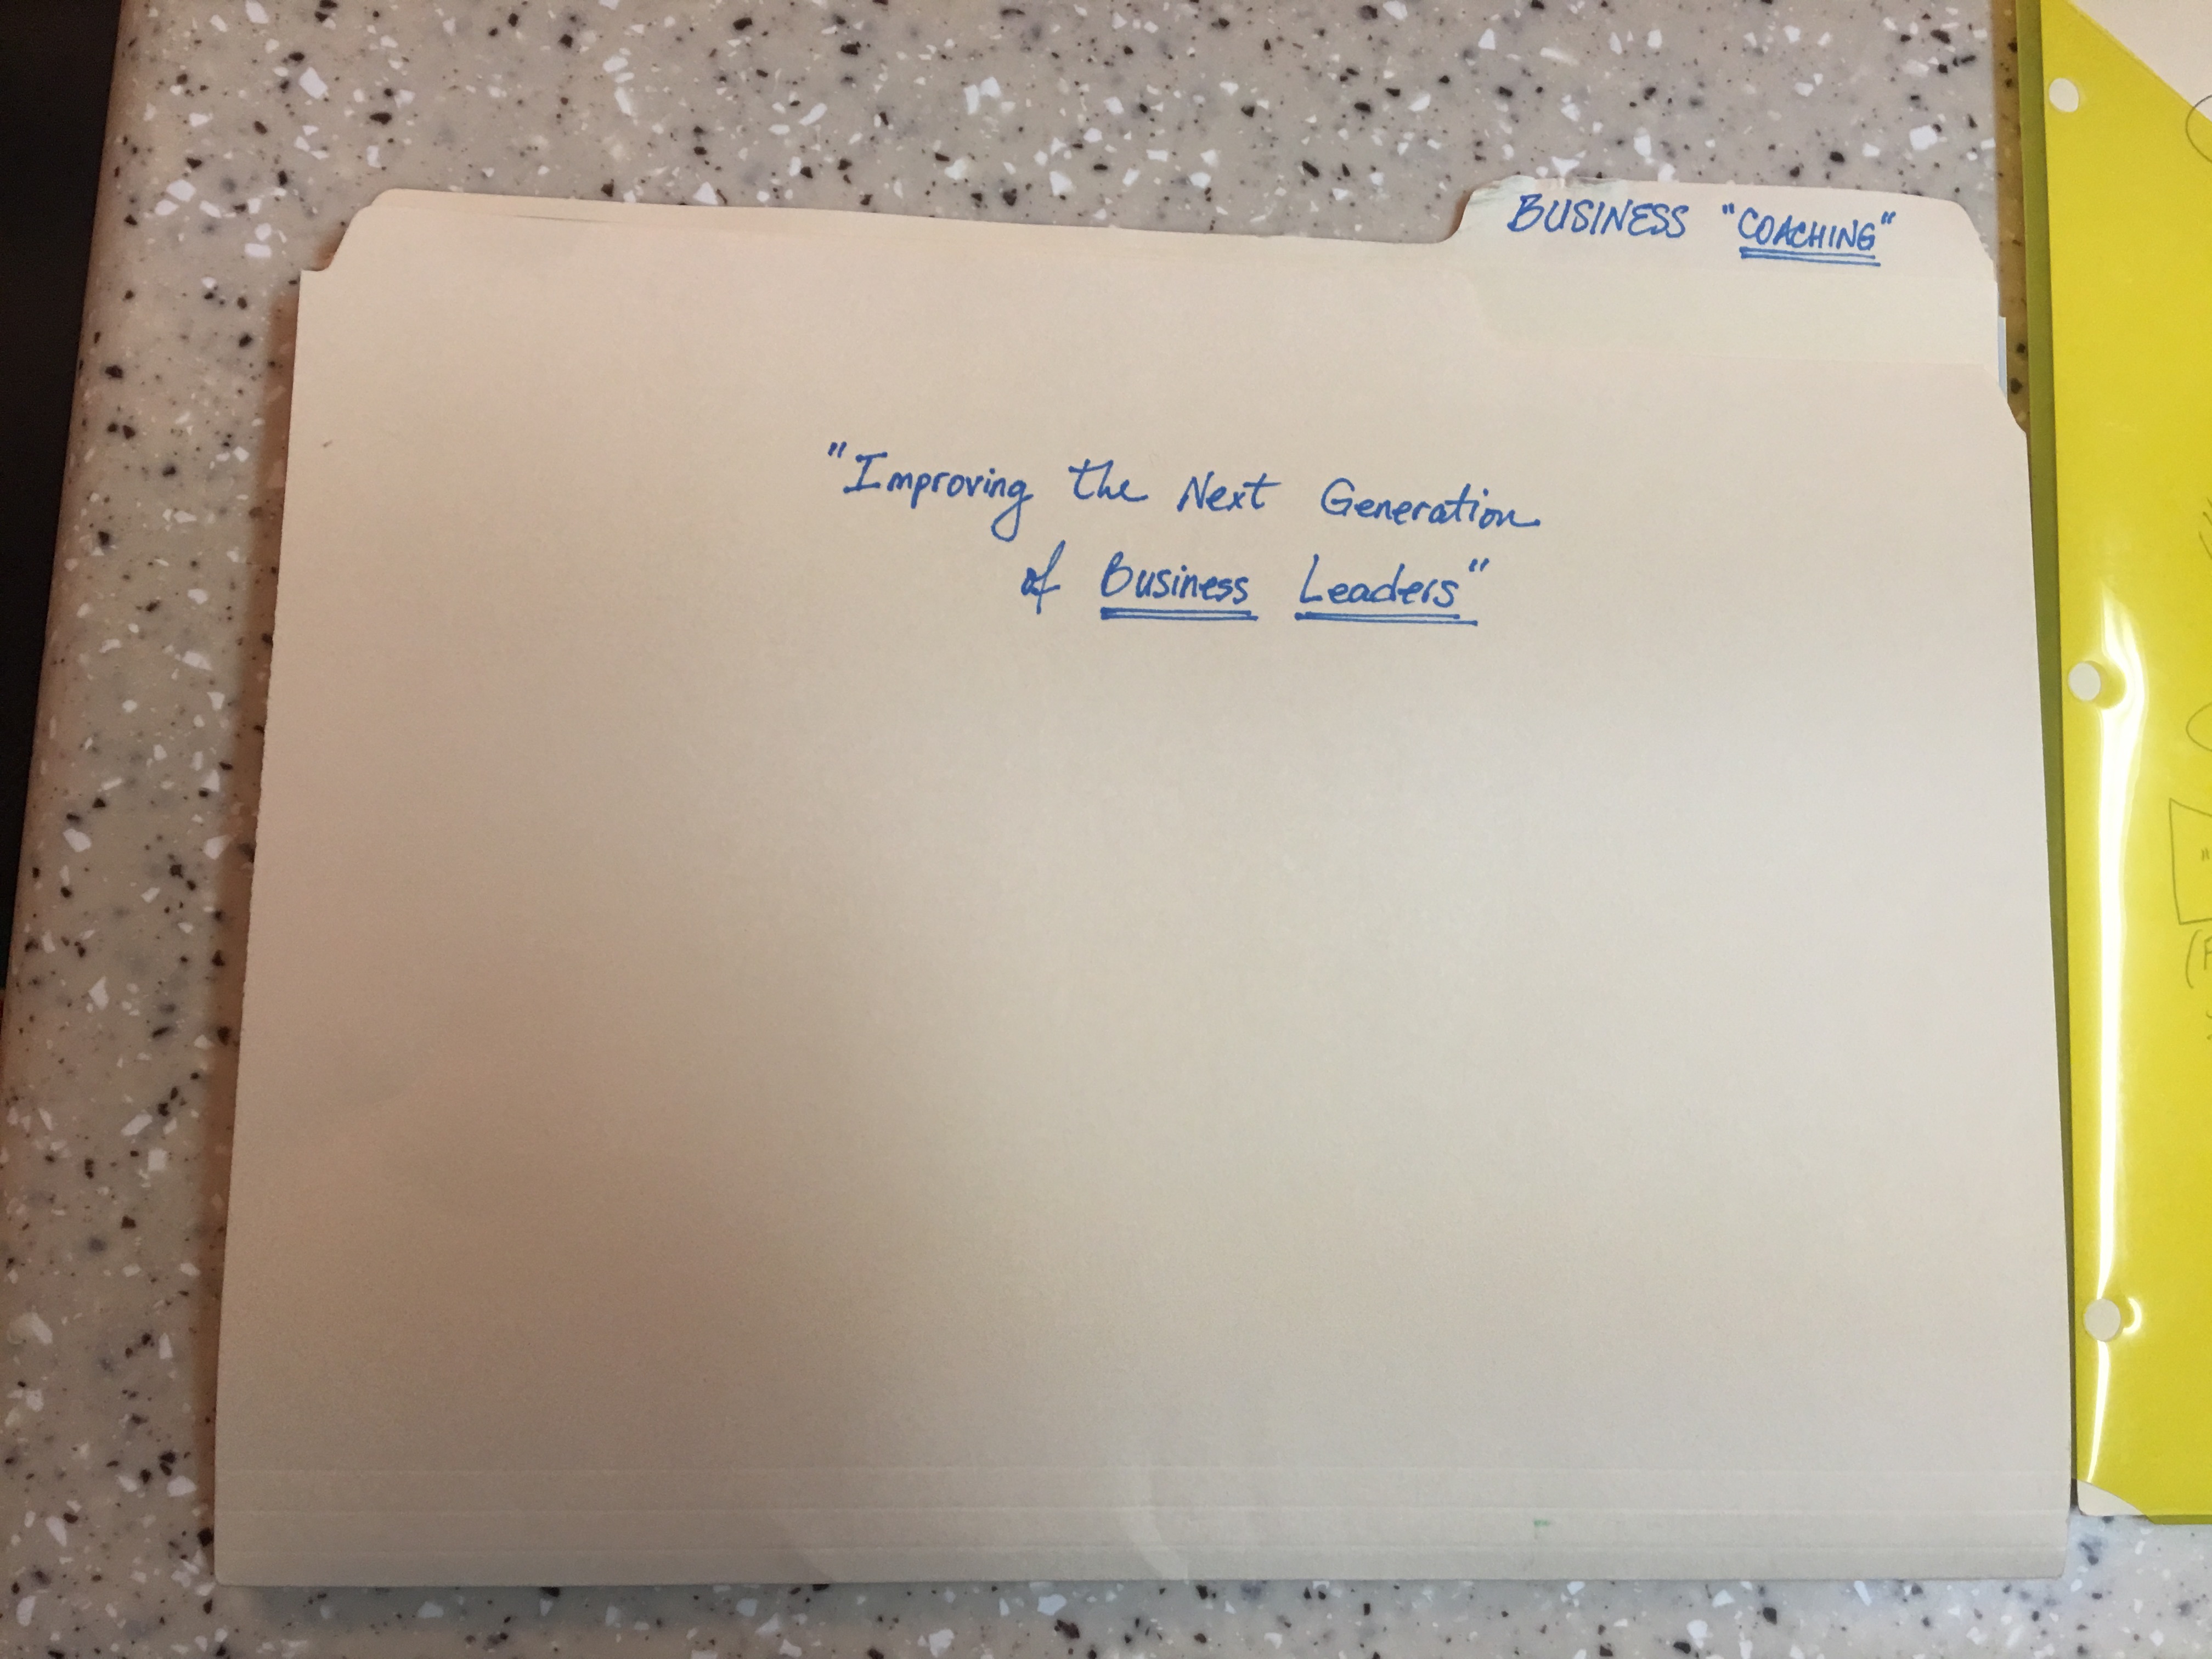 BUSINESS "COACHING"
"Improving the Next Generation
of Business Leaders"